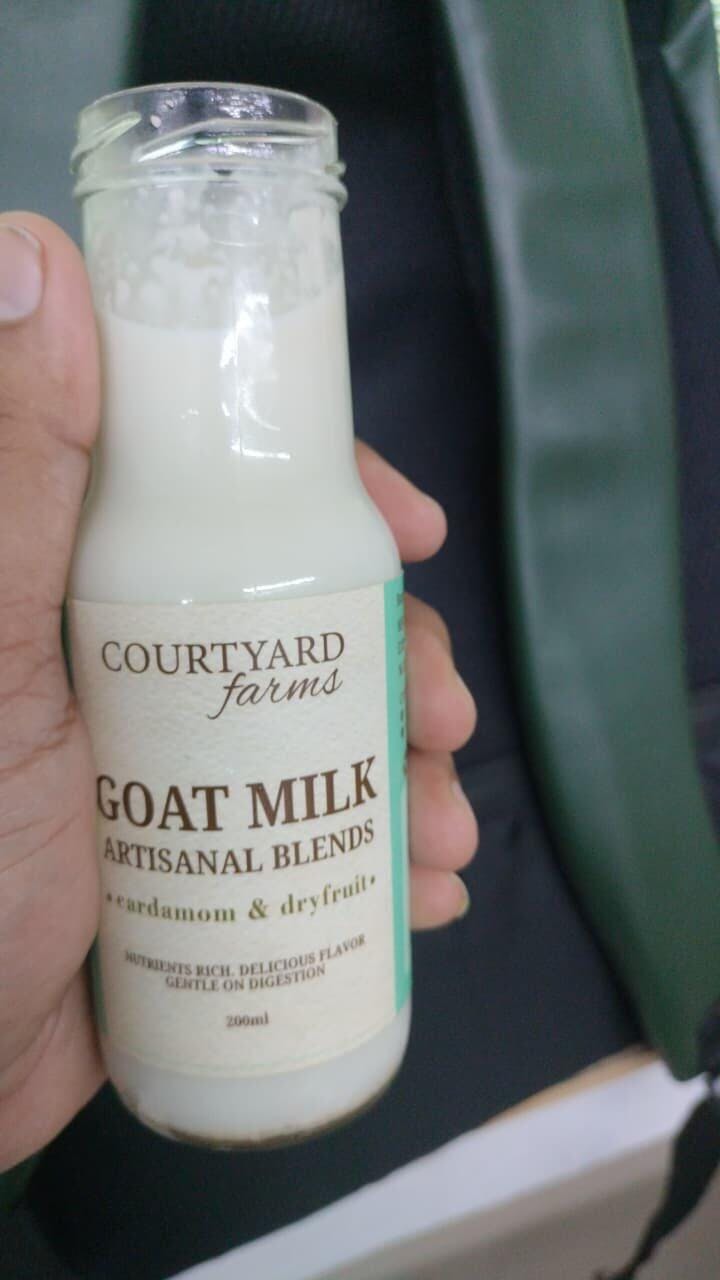 COURTYARD
farms
GOAT MILK
ARTISANAL BLENDS
•cardamom & dryfruit•
NUTRIENTS RICH. DELICIOUS FLAVOR
GENTLE ON DIGESTION
200ml